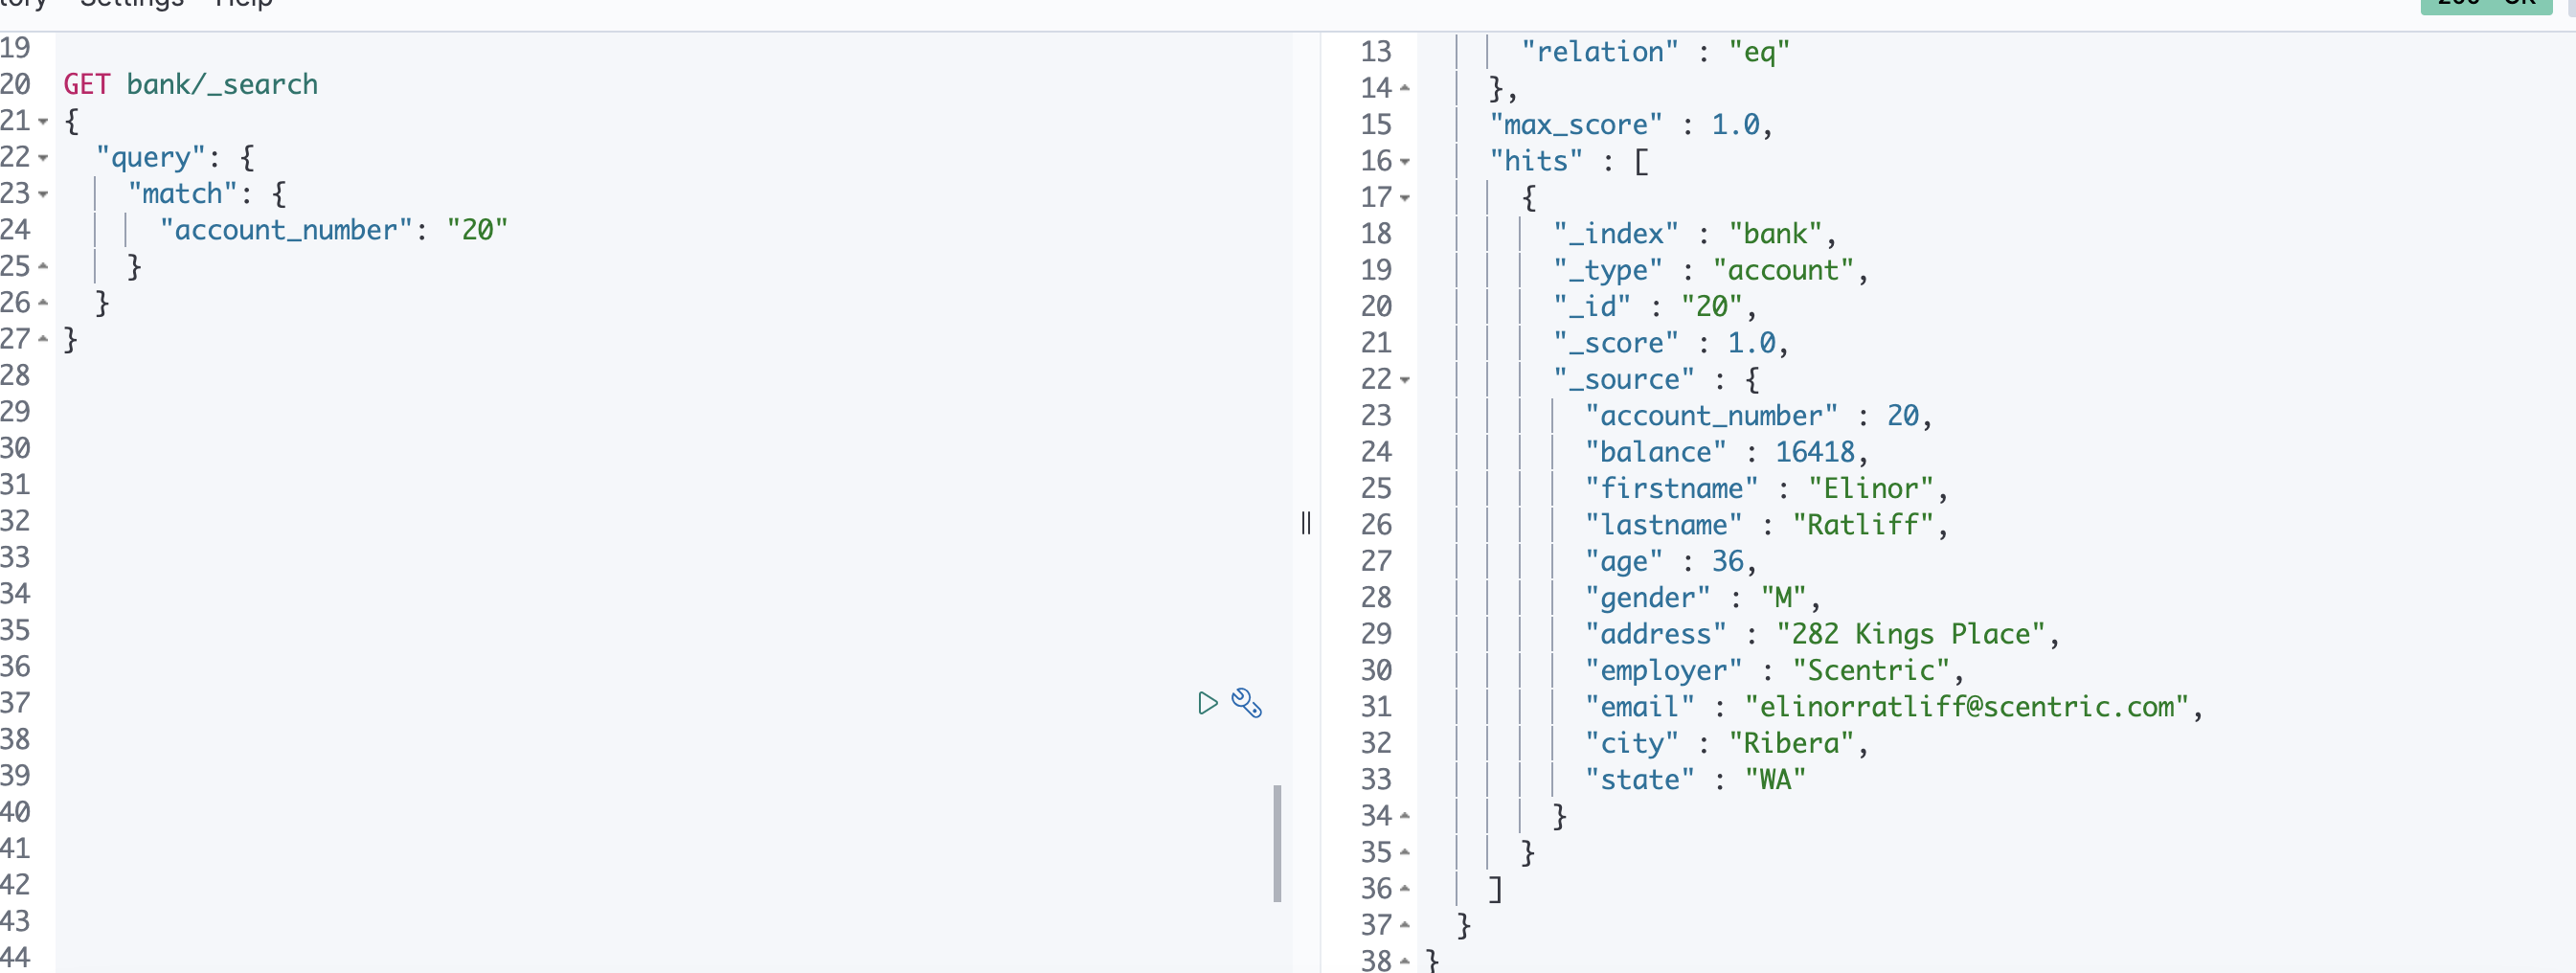 Settings Help
200 - OK
19
20 GET bank/_search
21 {
22 "query": {
23 "match": {
24 "account_number": "20"
25 }
26 }
27 }
28
29
30
31
32
33
34
35
36
37
38
39
40
41
42
43
44
13 "relation" : "eq"
14 },
15 "max_score" : 1.0,
16 "hits" : [
17 {
18 "_index" : "bank",
19 "_type" : "account",
20 "_id" : "20",
21 "_score" : 1.0,
22 "_source" : {
23 "account_number" : 20,
24 "balance" : 16418,
25 "firstname" : "Elinor",
26 "lastname" : "Ratliff",
27 "age" : 36,
28 "gender" : "M",
29 "address" : "282 Kings Place",
30 "employer" : "Scentric",
31 "email" : "elinorratliff@scentric.com",
32 "city" : "Ribera",
33 "state" : "WA"
34 }
35 }
36 ]
37 }
38 }